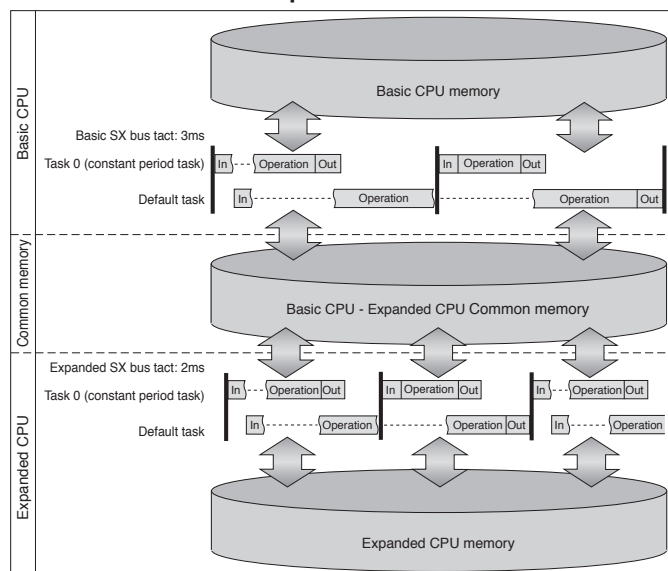 Basic CPU
Basic CPU memory
Basic SX bus tact: 3ms
Task 0 (constant period task)
In Operation Out In Operation Out
Default task
In Operation Operation Out
Common memory
Basic CPU - Expanded CPU Common memory
Expanded CPU
Expanded SX bus tact: 2ms
Task 0 (constant period task)
In Operation Out In Operation Out In Operation Out
Default task
In Operation Operation Out In Operation
Expanded CPU memory